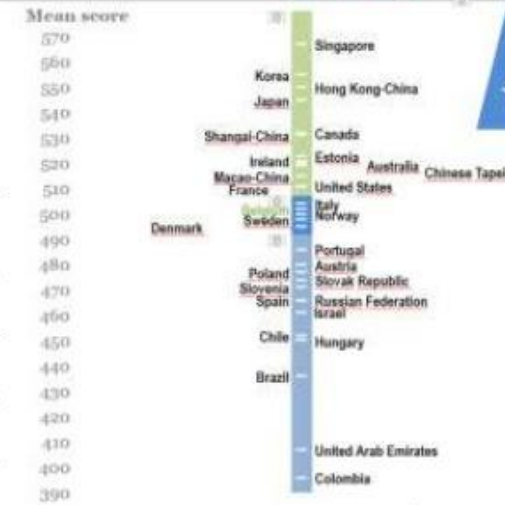 Mean score
570
Singapore
560
Korea
550
Hong Kong-China
Japan
540
530
Shangai-China
Canada
Ireland
Estonia
520
Australia
Chinese Taipei
Macao-China
510
France
United States
Belgium
Italy
500
Norway
Sweden
Denmark
490
Portugal
480
Austria
Poland
Slovak Republic
470
Slovenia
Spain
Russian Federation
460
Israel
Chile
450
Hungary
440
Brazil
430
420
410
United Arab Emirates
400
Colombia
390